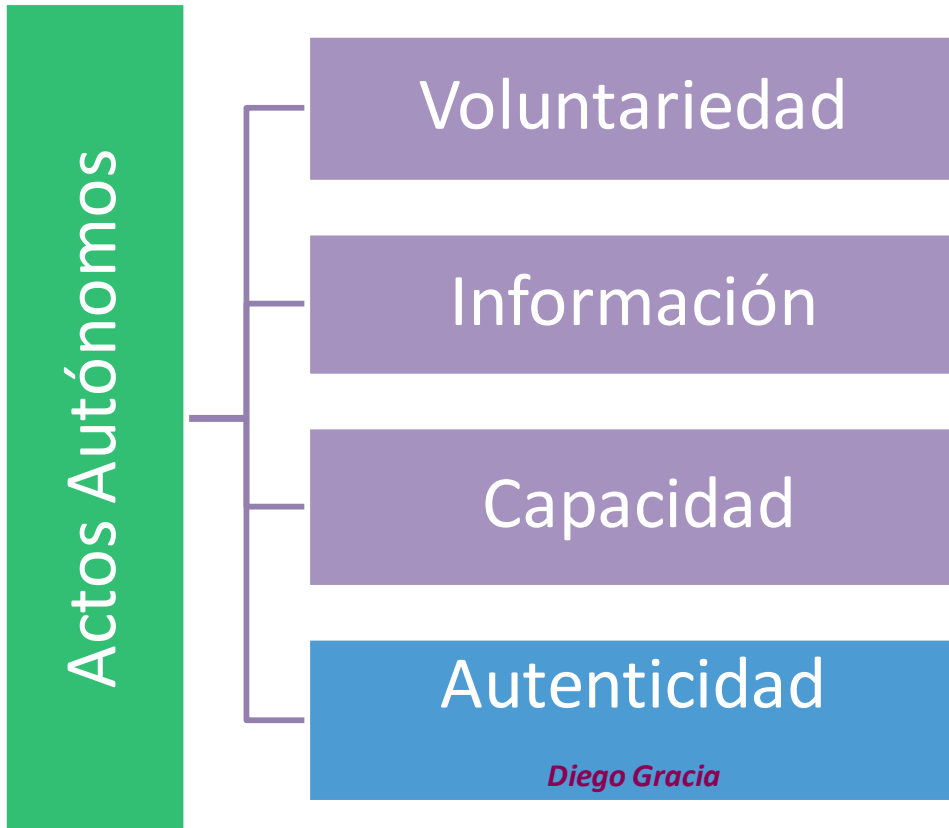 Actos Autónomos
Voluntariedad
Información
Capacidad
Autenticidad
Diego Gracia